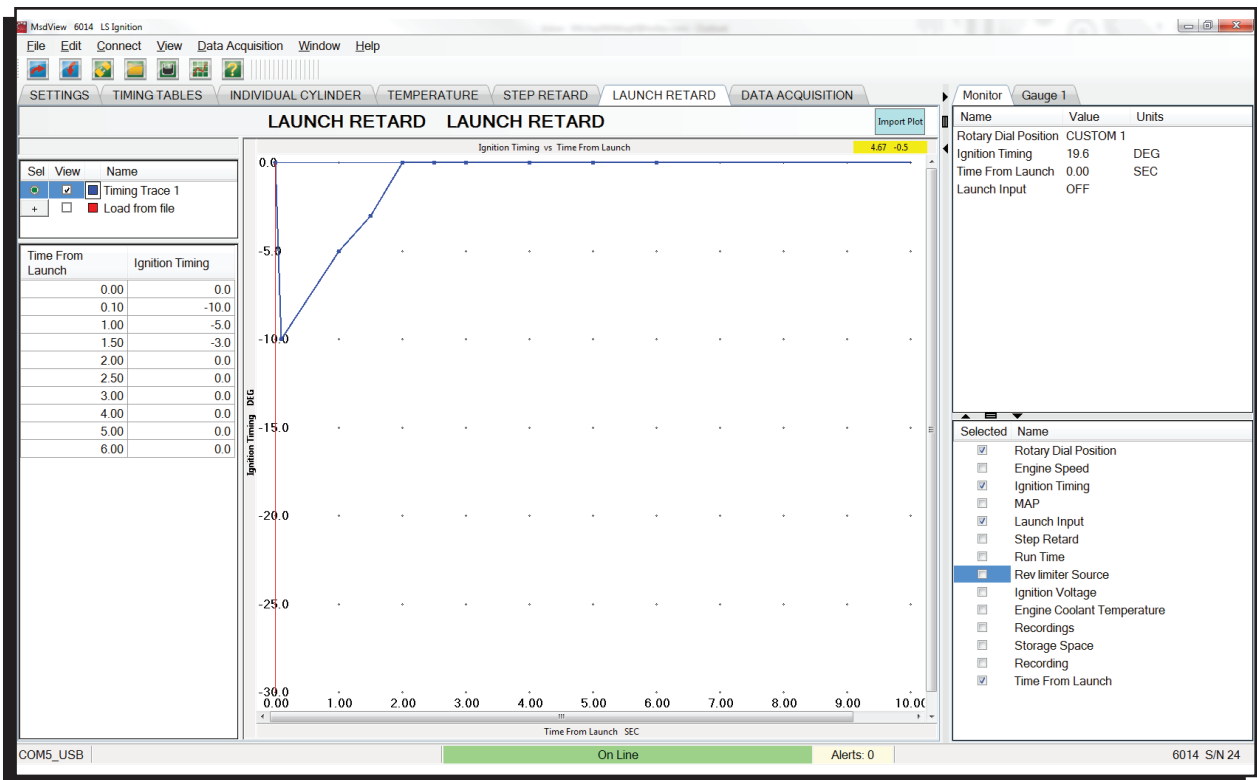 MsdView 6014 LS Ignition
File Edit Connect View Data Acquisition Window Help
SETTINGS TIMING TABLES INDIVIDUAL CYLINDER TEMPERATURE STEP RETARD LAUNCH RETARD DATA ACQUISITION
LAUNCH RETARD LAUNCH RETARD
Import Plot
Sel View Name
Timing Trace 1
+ Load from file
Time From Launch Ignition Timing
0.00 0.0
0.10 -10.0
1.00 -5.0
1.50 -3.0
2.00 0.0
2.50 0.0
3.00 0.0
4.00 0.0
5.00 0.0
6.00 0.0
Ignition Timing vs Time From Launch
4.67 -0.5
0.0
-5.0
-10.0
-15.0
-20.0
-25.0
-30.0
Ignition Timing DEG
0.00 1.00 2.00 3.00 4.00 5.00 6.00 7.00 8.00 9.00 10.0
Time From Launch SEC
Monitor Gauge 1
Name Value Units
Rotary Dial Position CUSTOM 1
Ignition Timing 19.6 DEG
Time From Launch 0.00 SEC
Launch Input OFF
Selected Name
Rotary Dial Position
Engine Speed
Ignition Timing
MAP
Launch Input
Step Retard
Run Time
Rev limiter Source
Ignition Voltage
Engine Coolant Temperature
Recordings
Storage Space
Recording
Time From Launch
COM5_USB On Line Alerts: 0 6014 S/N 24